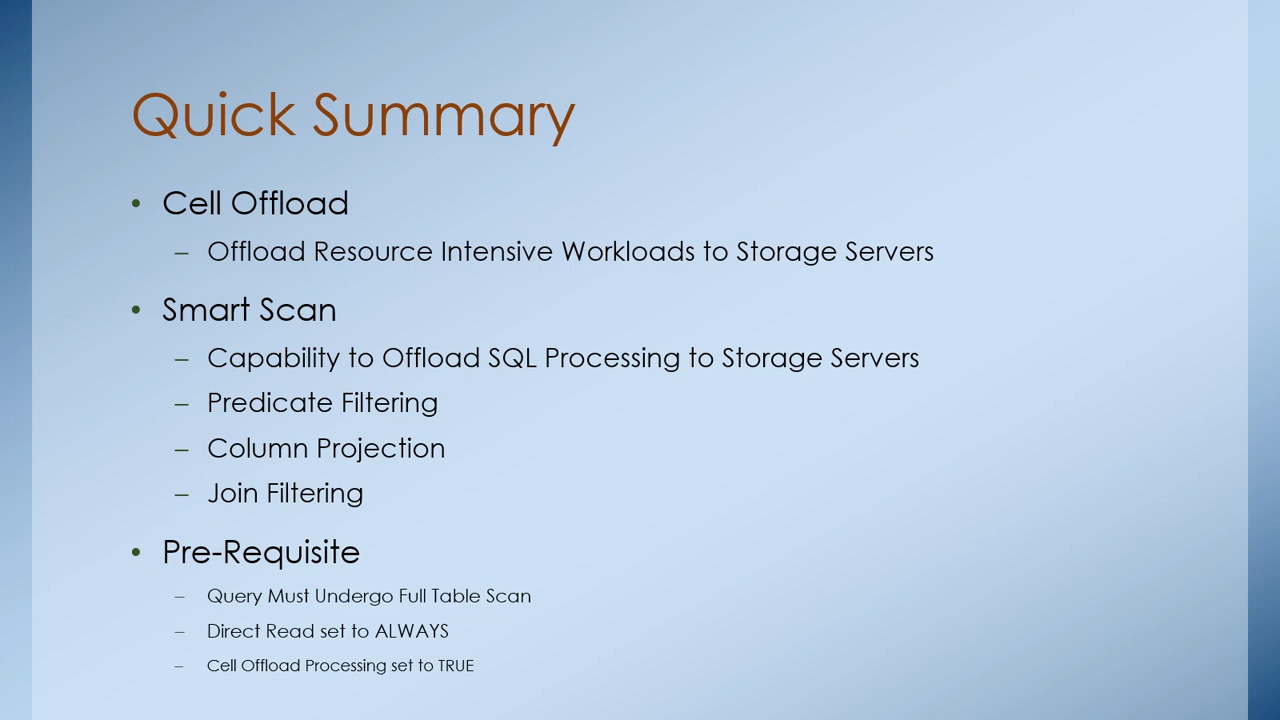 Quick Summary
• Cell Offload
– Offload Resource Intensive Workloads to Storage Servers
• Smart Scan
– Capability to Offload SQL Processing to Storage Servers
– Predicate Filtering
– Column Projection
– Join Filtering
• Pre-Requisite
– Query Must Undergo Full Table Scan
– Direct Read set to ALWAYS
– Cell Offload Processing set to TRUE